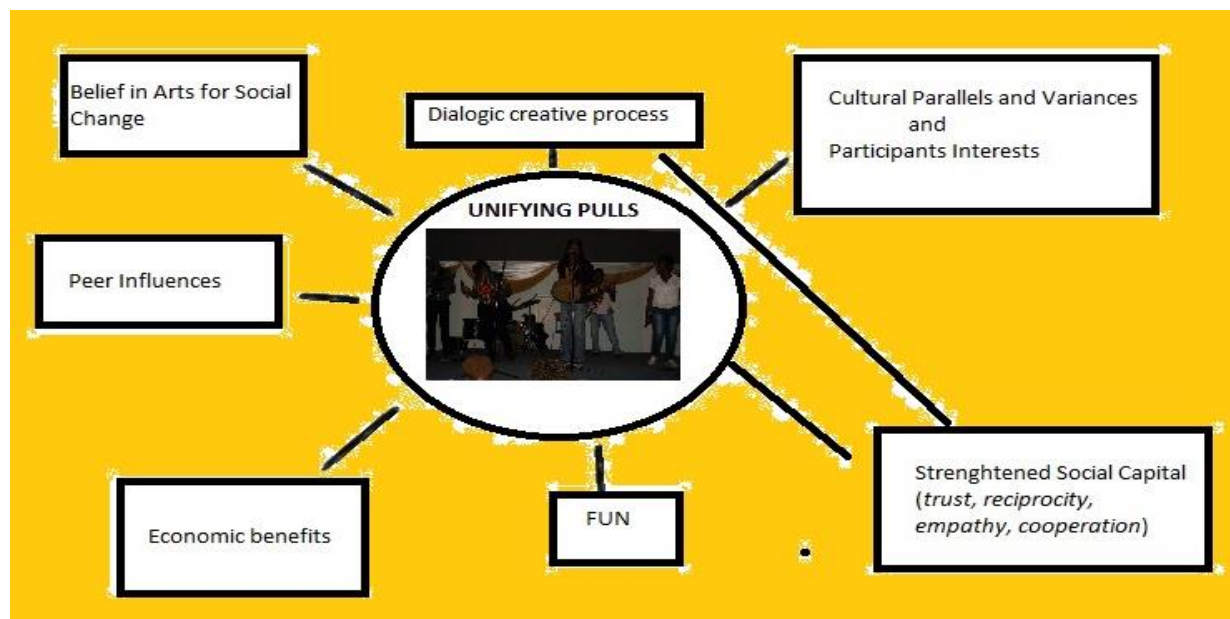 Belief in Arts for Social
Change
Dialogic creative process
Cultural Parallels and Variances
and
Participants Interests
UNIFYING PULLS
Peer Influences
Economic benefits
FUN
Strenghtened Social Capital
(trust, reciprocity,
empathy, cooperation)